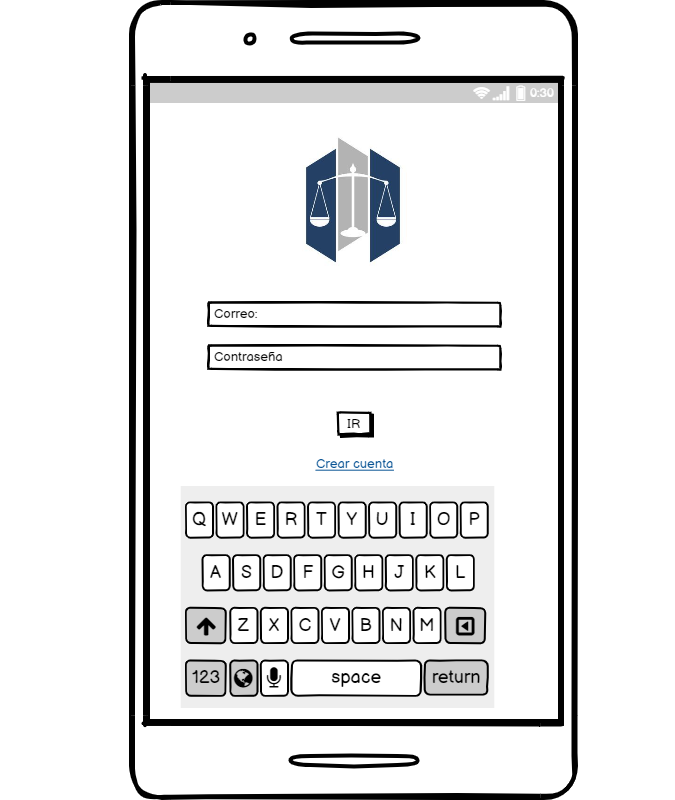 0:30
Correo:
Contraseña
IR
Crear cuenta
Q W E R T Y U I O P
A S D F G H J K L
Z X C V B N M
123 space return